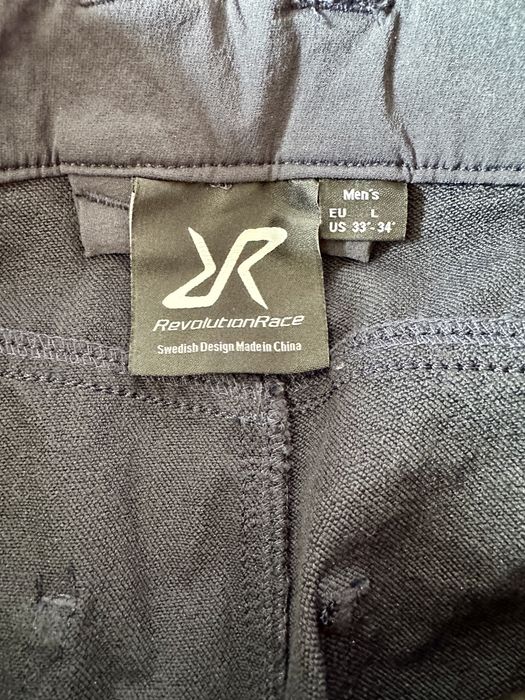 Men's
EU L
US 33"-34"
RevolutionRace
Swedish Design Made in China